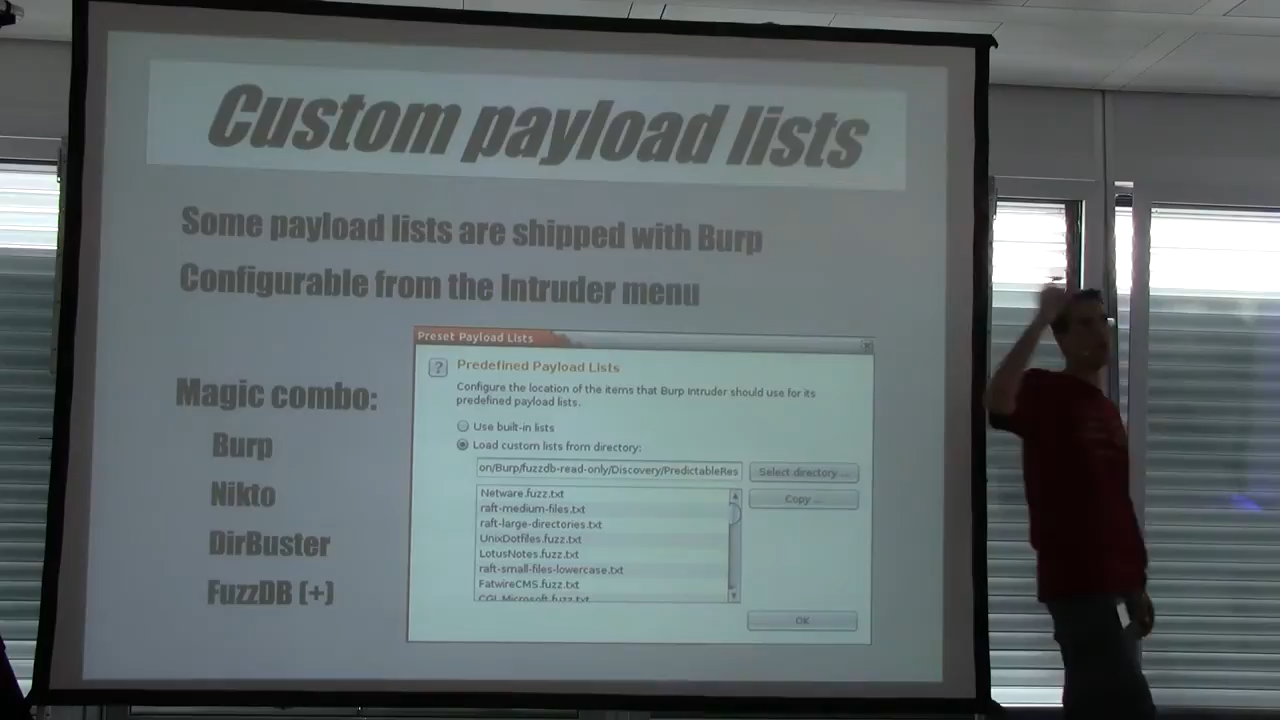 Custom payload lists
Some payload lists are shipped with Burp
Configurable from the Intruder menu
Magic combo:
Burp
Nikto
DirBuster
FuzzDB (+)
Preset Payload Lists
?
Predefined Payload Lists
Configure the location of the items that Burp Intruder should use for its
predefined payload lists.
Use built-in lists
Load custom lists from directory:
on/Burp/fuzzdb-read-only/Discovery/PredictableRes
Select directory ...
Copy ...
Netware.fuzz.txt
raft-medium-files.txt
raft-large-directories.txt
UnixDotfiles.fuzz.txt
LotusNotes.fuzz.txt
raft-small-files-lowercase.txt
FatwireCMS.fuzz.txt
CGI_Microsoft.fuzz.txt
OK